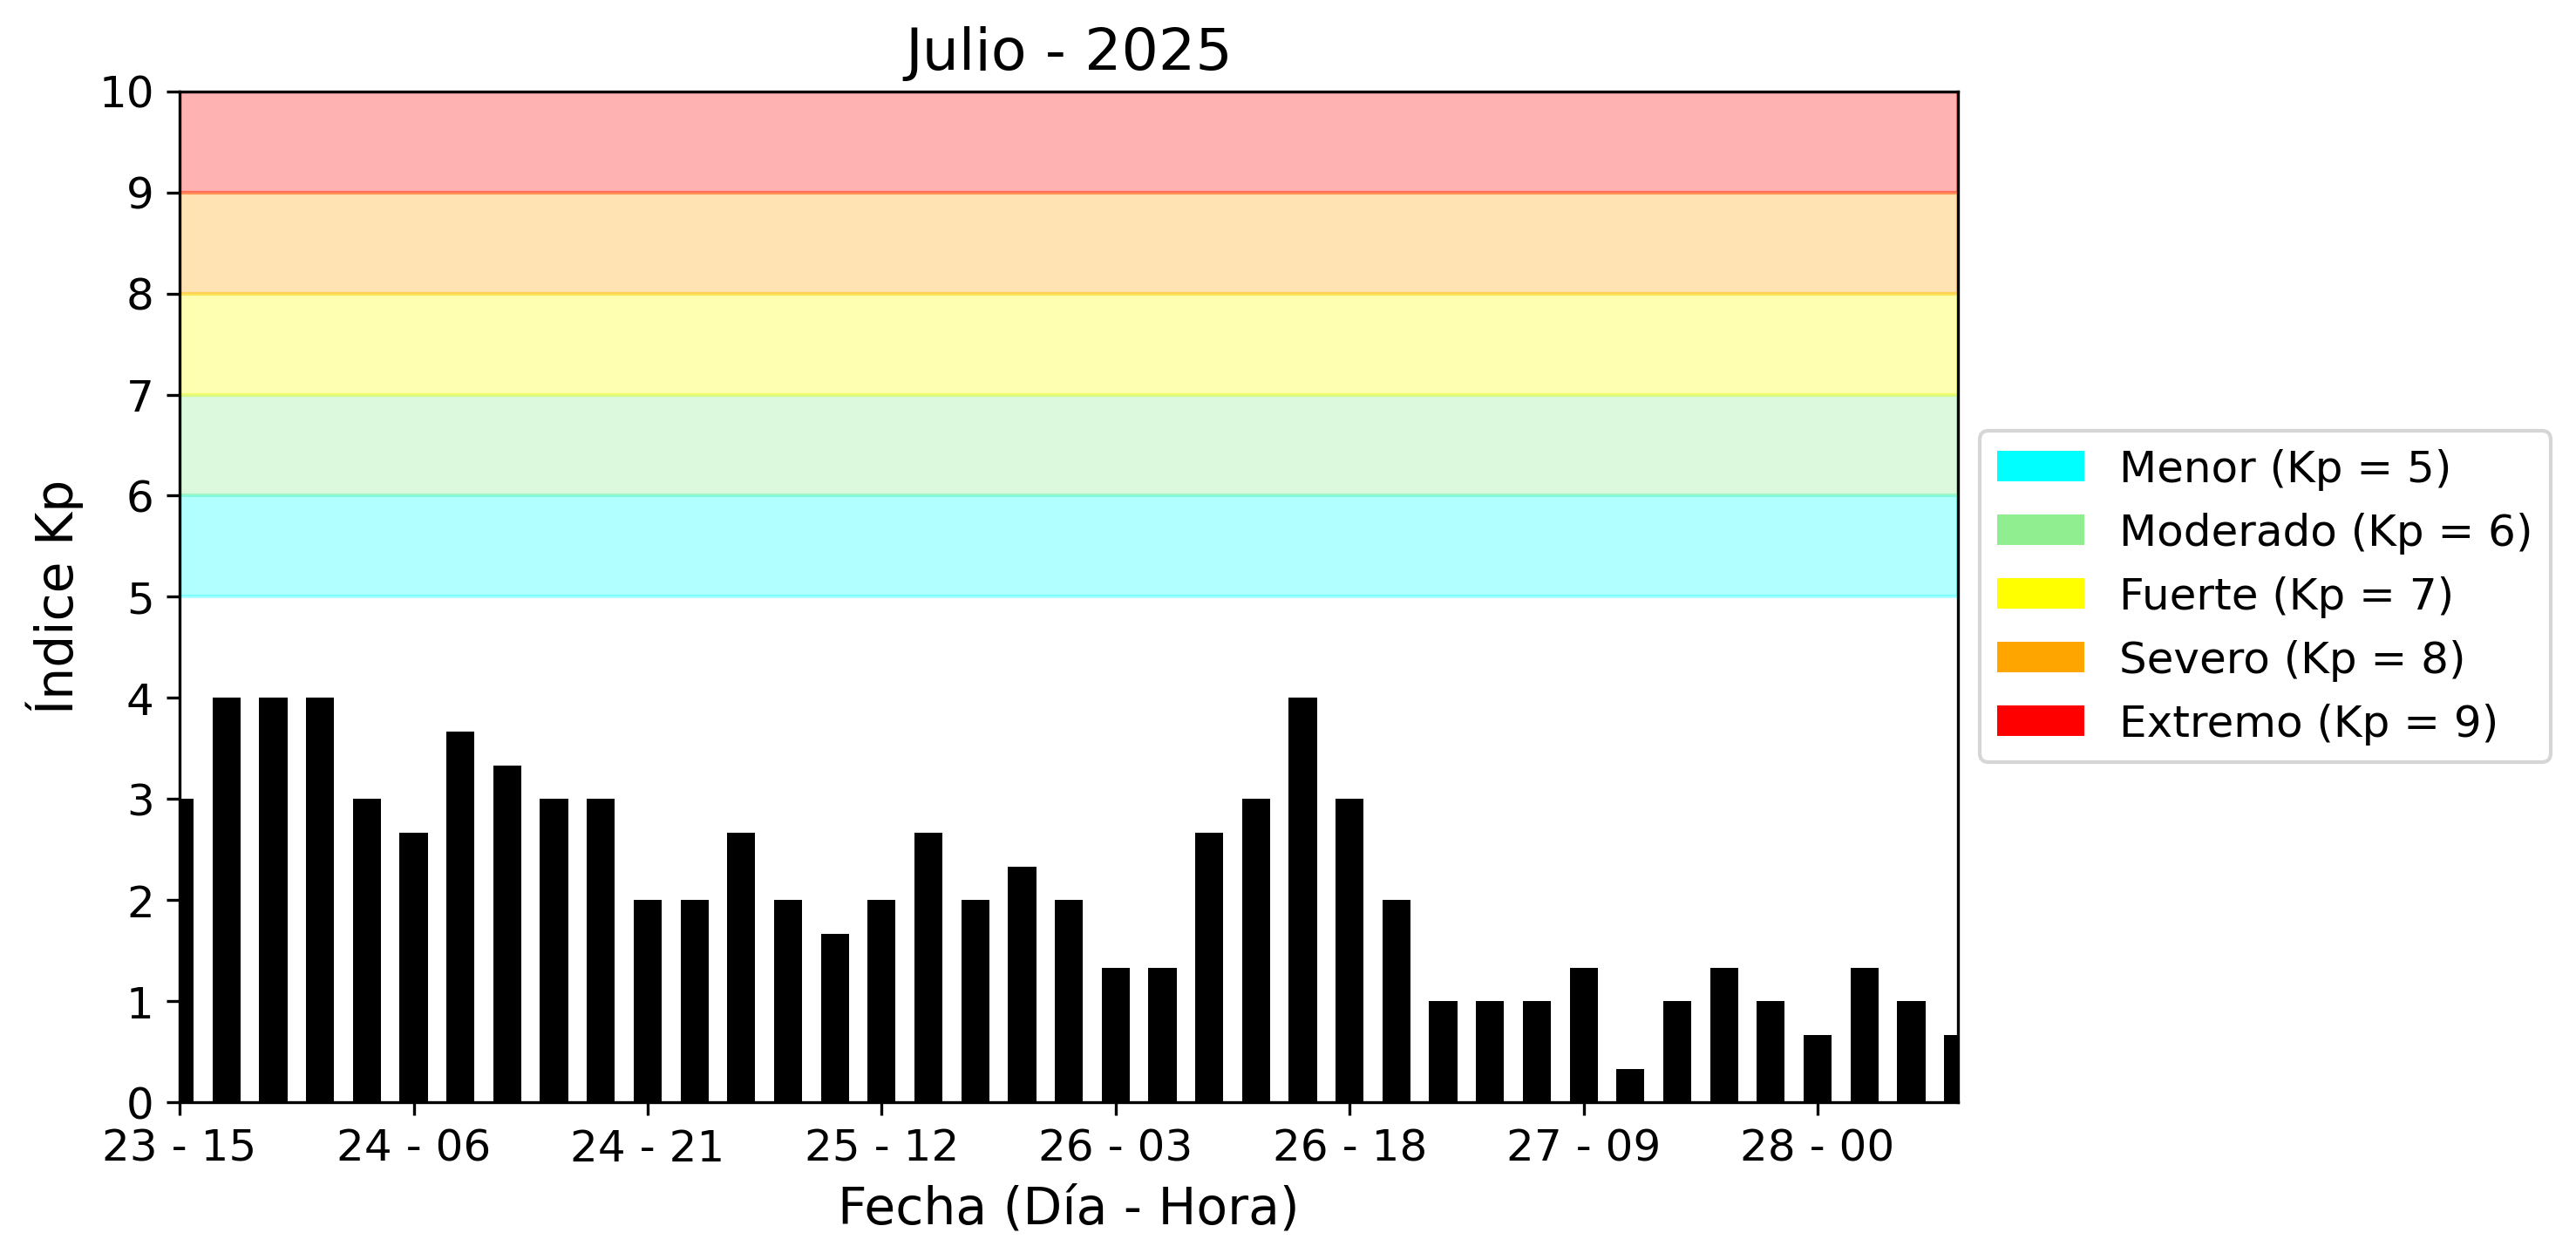 Julio - 2025
Índice Kp
10
9
8
7
6
5
4
3
2
1
0
23 - 15
24 - 06
24 - 21
25 - 12
26 - 03
26 - 18
27 - 09
28 - 00
Fecha (Día - Hora)
Menor (Kp = 5)
Moderado (Kp = 6)
Fuerte (Kp = 7)
Severo (Kp = 8)
Extremo (Kp = 9)